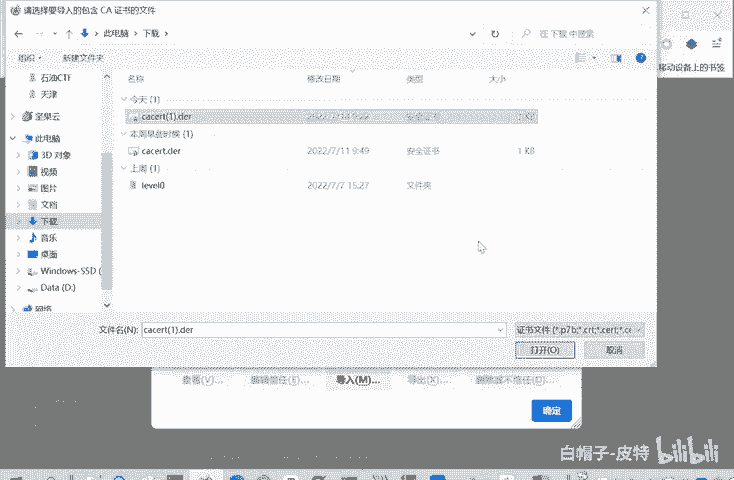 请选择要导入的包含 CA 证书的文件
此电脑 > 下载 >
在 下载 中搜索
组织 新建文件夹
移动设备上的书签
石油CTF
天津
坚果云
此电脑
3D 对象
视频
图片
文档
下载
音乐
桌面
Windows-SSD (
Data (D:)
网络
名称 修改日期 类型 大小
今天 (1)
cacert(1).der 安全证书 1 KB
本周早些时候 (1)
cacert.der 2022/7/11 9:49 安全证书 1 KB
上周 (1)
level0 2022/7/7 15:27 文件夹
文件名(N): cacert(1).der 证书文件 (*.p7b;*.crt;*.cert;*.ce
打开(O) 取消
查看(V)... 编辑信任(E)... 导入(M)... 导出(X)... 删除或不信任(D)...
确定
白帽子-皮特 bilibili